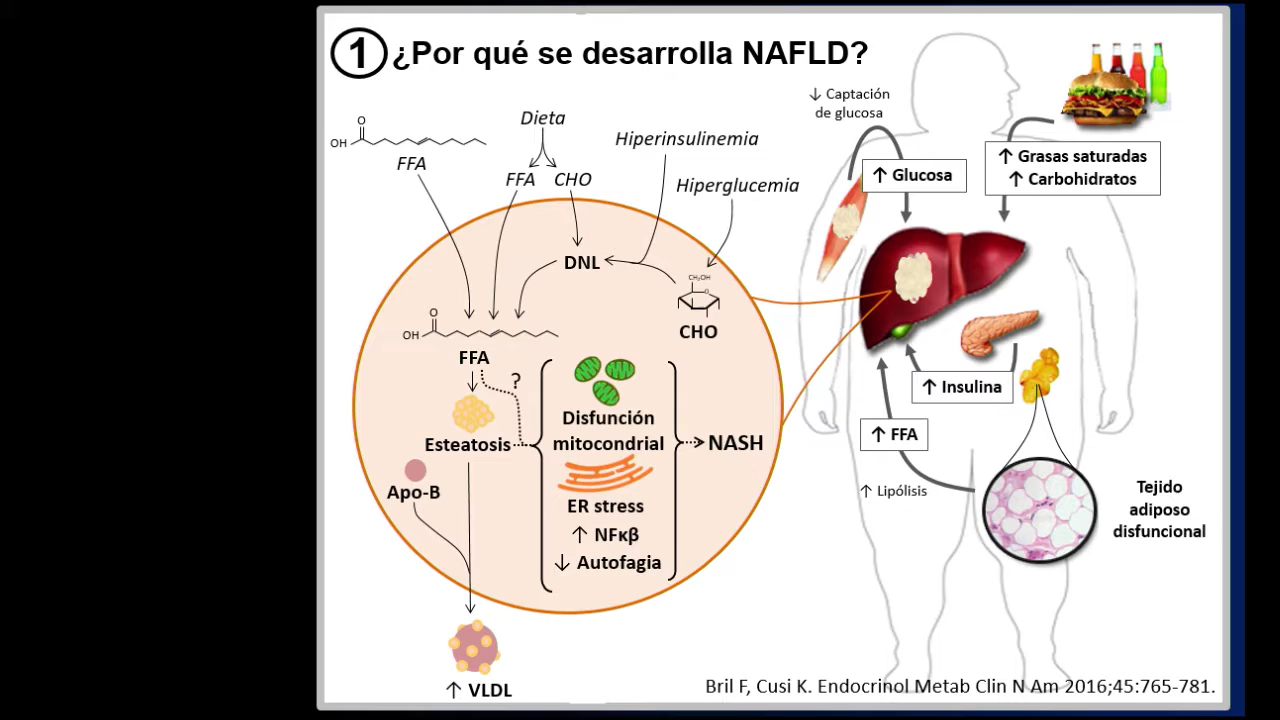 1 ¿Por qué se desarrolla NAFLD?
↓ Captación
de glucosa
O
OH
FFA
Dieta
FFA CHO
Hiperinsulinemia
Hiperglucemia
↑ Glucosa
↑ Grasas saturadas
↑ Carbohidratos
DNL
CH₂OH
O
CHO
O
OH
FFA
?
Esteatosis
Apo-B
Disfunción
mitocondrial
ER stress
↑ NFκβ
↓ Autofagia
NASH
↑ VLDL
↑ Insulina
↑ FFA
↑ Lipólisis
Tejido
adiposo
disfuncional
Bril F, Cusi K. Endocrinol Metab Clin N Am 2016;45:765-781.